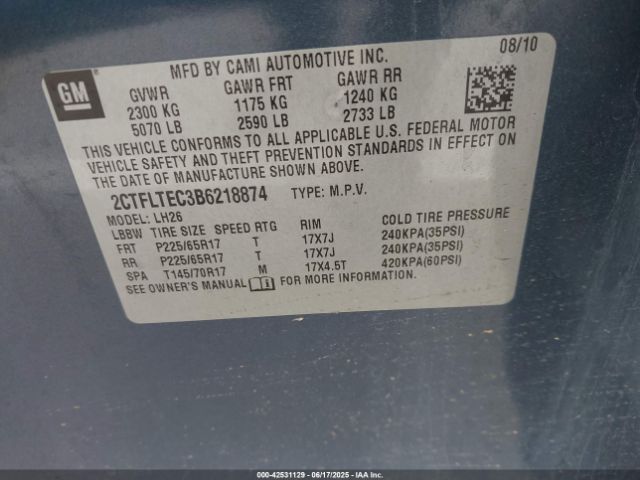 GM
MFD BY CAMI AUTOMOTIVE INC.
08/10
GVWR GAWR FRT GAWR RR
2300 KG 1175 KG 1240 KG
5070 LB 2590 LB 2733 LB
THIS VEHICLE CONFORMS TO ALL APPLICABLE U.S. FEDERAL MOTOR
VEHICLE SAFETY AND THEFT PREVENTION STANDARDS IN EFFECT ON
THE DATE OF MANUFACTURE SHOWN ABOVE.
2CTFLTEC3B6218874 TYPE: M.P.V.
MODEL: LH26
LBBW TIRE SIZE SPEED RTG RIM COLD TIRE PRESSURE
FRT P225/65R17 T 17X7J 240KPA(35PSI)
RR P225/65R17 T 17X7J 240KPA(35PSI)
SPA T145/70R17 M 17X4.5T 420KPA(60PSI)
SEE OWNER'S MANUAL FOR MORE INFORMATION
000-42531129 - 06/17/2025 - IAAI.COM